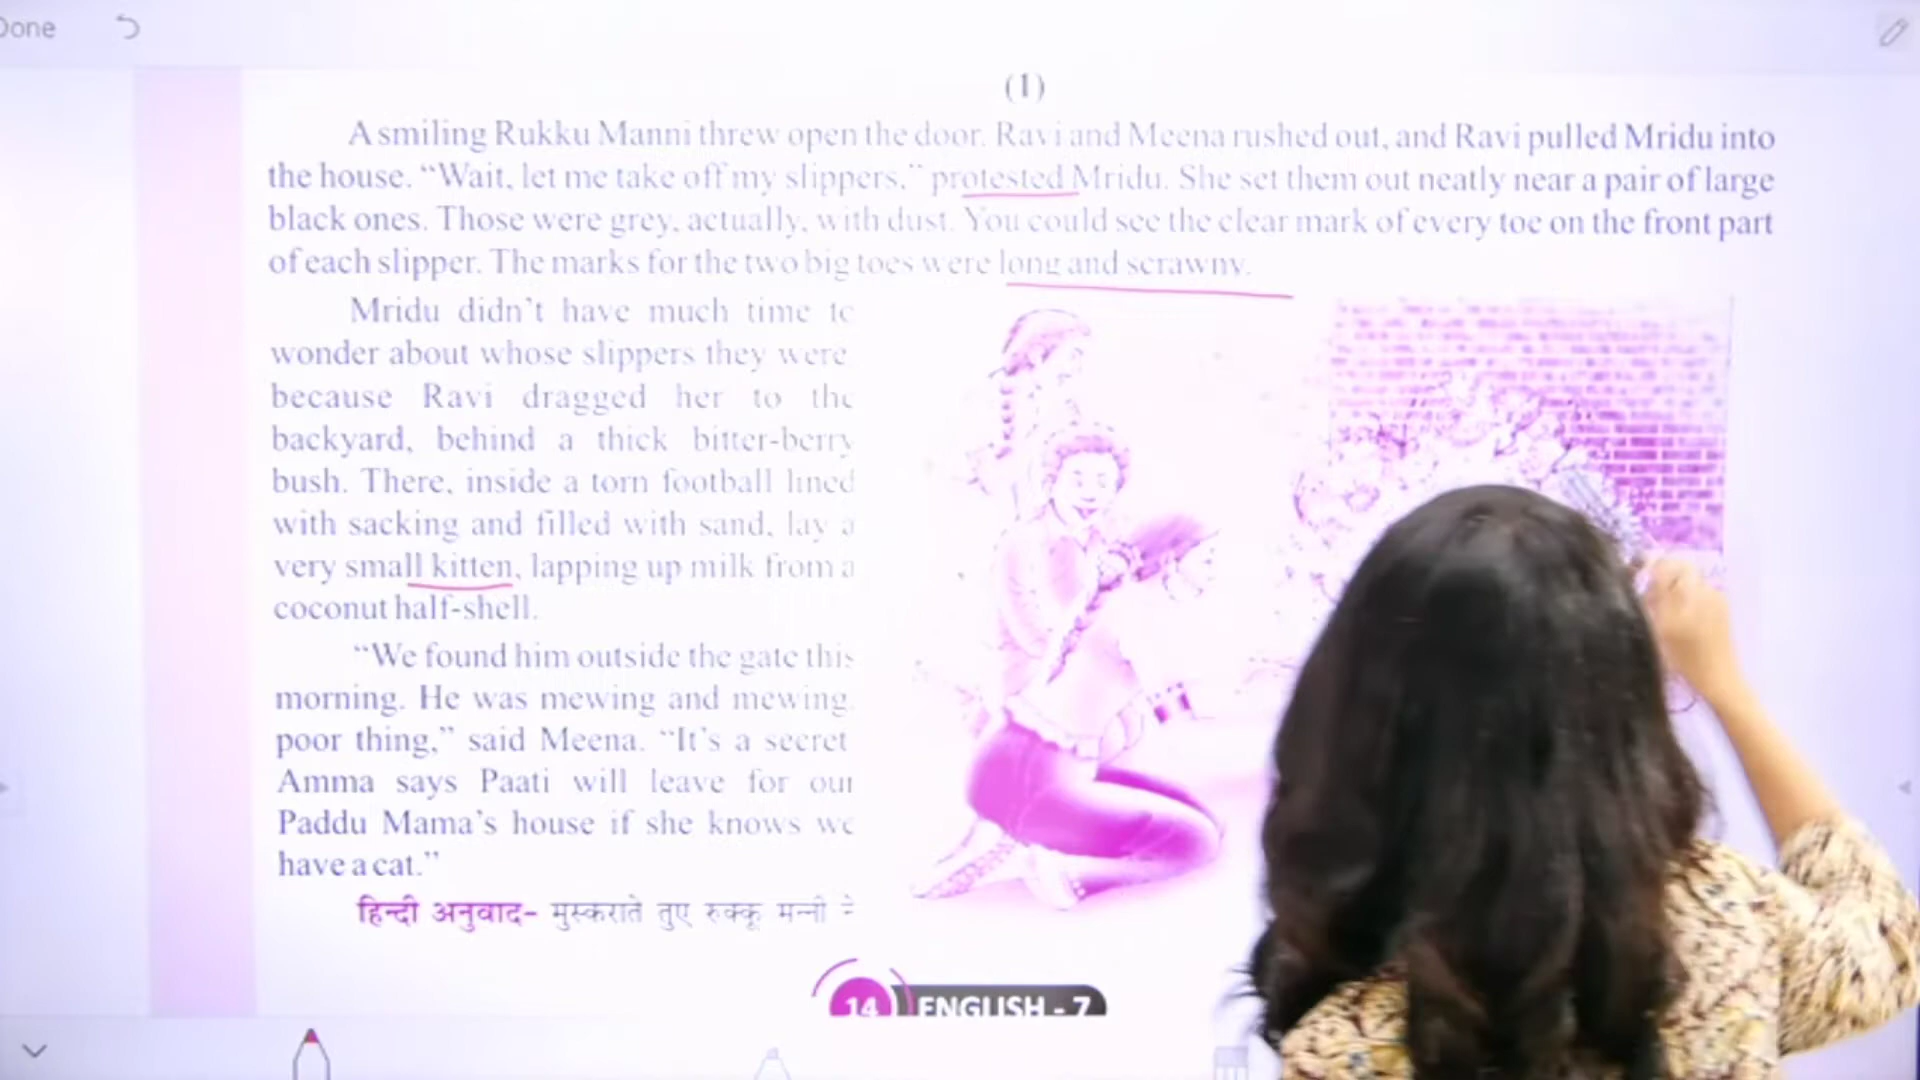 Done
(1)
A smiling Rukku Manni threw open the door. Ravi and Meena rushed out, and Ravi pulled Mridu into
the house. “Wait, let me take off my slippers,” protested Mridu. She set them out neatly near a pair of large
black ones. Those were grey, actually, with dust. You could see the clear mark of every toe on the front part
of each slipper. The marks for the two big toes were long and scrawny.
Mridu didn’t have much time to
wonder about whose slippers they were
because Ravi dragged her to the
backyard, behind a thick bitter-berry
bush. There, inside a torn football lined
with sacking and filled with sand, lay a
very small kitten, lapping up milk from a
coconut half-shell.
“We found him outside the gate this
morning. He was mewing and mewing,
poor thing,” said Meena. “It’s a secret
Amma says Paati will leave for our
Paddu Mama’s house if she knows we
have a cat.”
हिन्दी अनुवाद– मुस्कराते तुए रुक्कू मन्नी ने
14 ENGLISH - 7